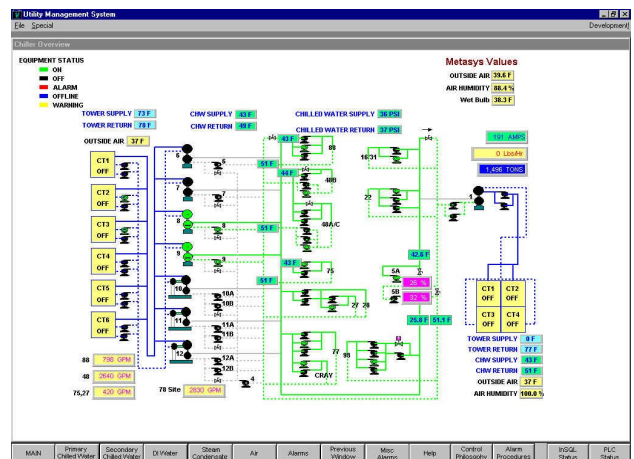 Utility Management System
File Special Development
Chiller Overview
EQUIPMENT STATUS
ON
OFF
ALARM
OFFLINE
WARNING
Metasys Values
OUTSIDE AIR 39.6 F
AIR HUMIDITY 88.4 %
Wet Bulb 38.3 F
TOWER SUPPLY 73 F
TOWER RETURN 78 F
OUTSIDE AIR 37 F
CHW SUPPLY 43 F
CHW RETURN 49 F
CHILLED WATER SUPPLY 36 PSI
CHILLED WATER RETURN 37 PSI
191 AMPS
0 Lbs/Hr
1,496 TONS
CT1 OFF
CT2 OFF
CT3 OFF
CT4 OFF
CT5 OFF
CT6 OFF
6
7
8
9
10
11
12
6
7
8
9
10A
10B
11A
11B
12A
12B
4
43 F
51 F
44 F
51 F
43 F
51 F
88
48B
48A/C
75
27 28
77
CRAY
16/31
22
98
42.6 F
5A 26 %
5B 32 %
25.8 F 51.1 F
1
CT1 OFF
CT2 OFF
CT3 OFF
CT4 OFF
TOWER SUPPLY 0 F
TOWER RETURN 77 F
CHW SUPPLY 43 F
CHW RETURN 51 F
OUTSIDE AIR 37 F
AIR HUMIDITY 100.0 %
88 798 GPM
48 2640 GPM
75,27 420 GPM
78 Site 2830 GPM
MAIN
Primary Chilled Water
Secondary Chilled Water
DI Water
Steam Condensate
Air
Alarms
Previous Window
Misc Alarms
Help
Control Philosophy
Alarm Procedures
InSQL Status
PLC Status